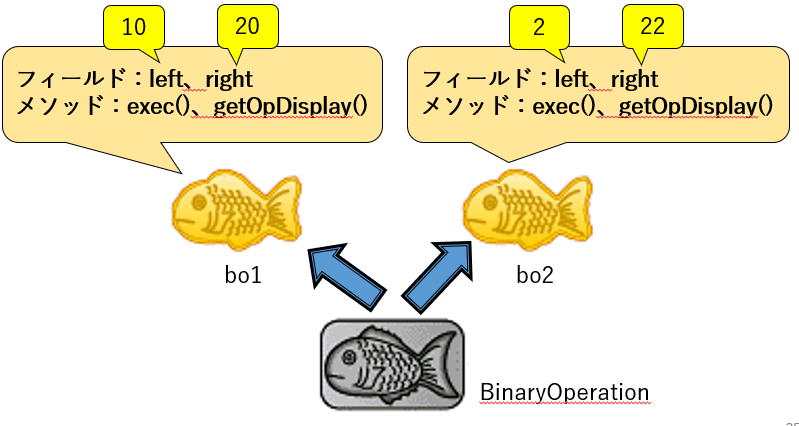 10
20
フィールド：left、right
メソッド：exec()、getOpDisplay()
2
22
フィールド：left、right
メソッド：exec()、getOpDisplay()
bo1
bo2
BinaryOperation